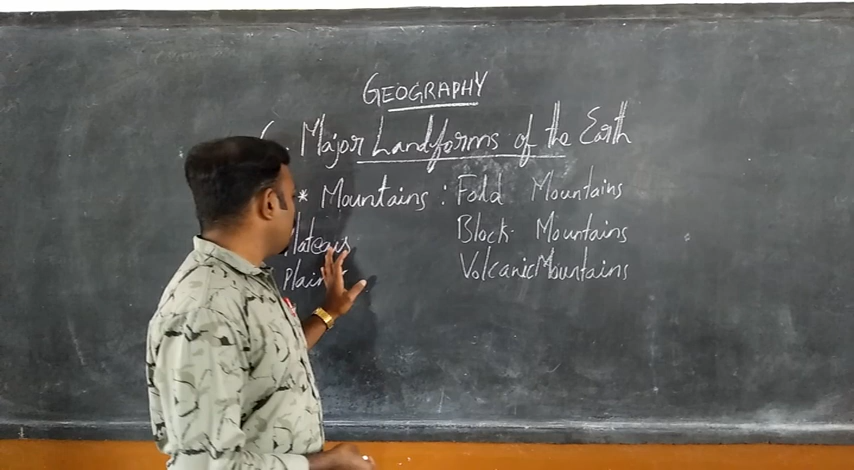 GEOGRAPHY
6. Major Landforms of the Earth
* Mountains : Fold Mountains
Plateaus Block Mountains
Plains Volcanic Mountains